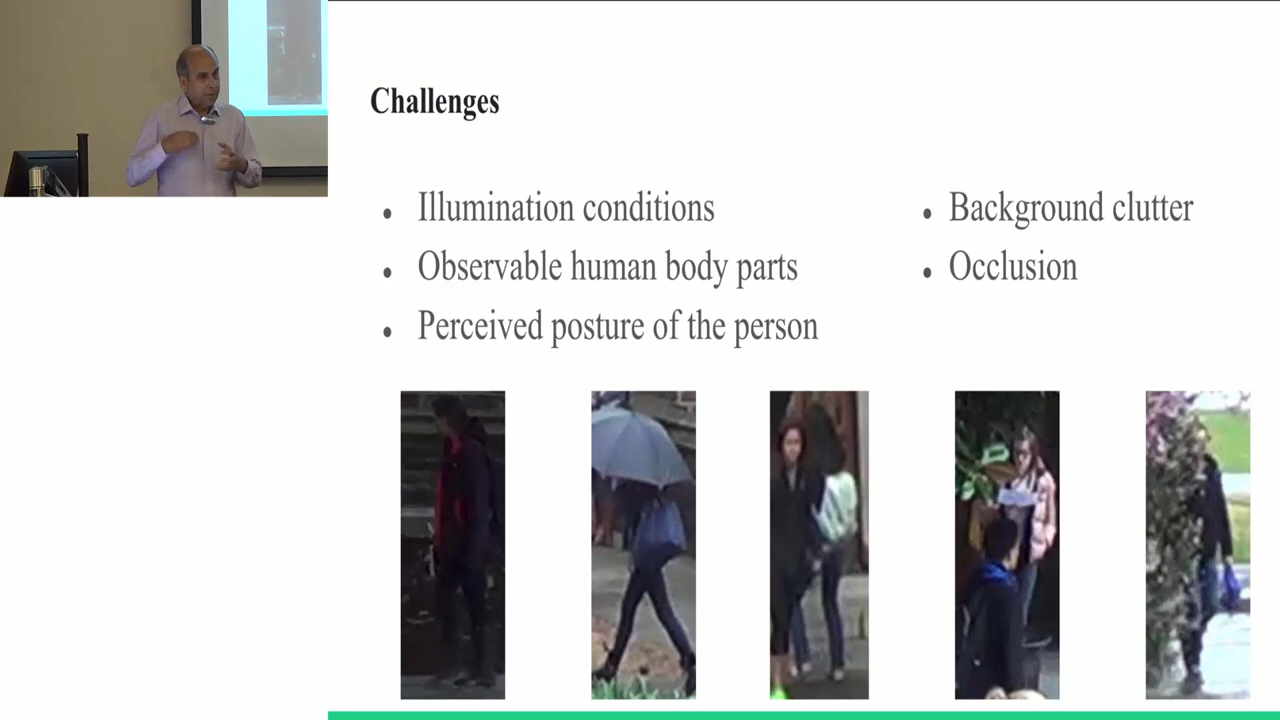 Challenges
Illumination conditions
Observable human body parts
Perceived posture of the person
Background clutter
Occlusion